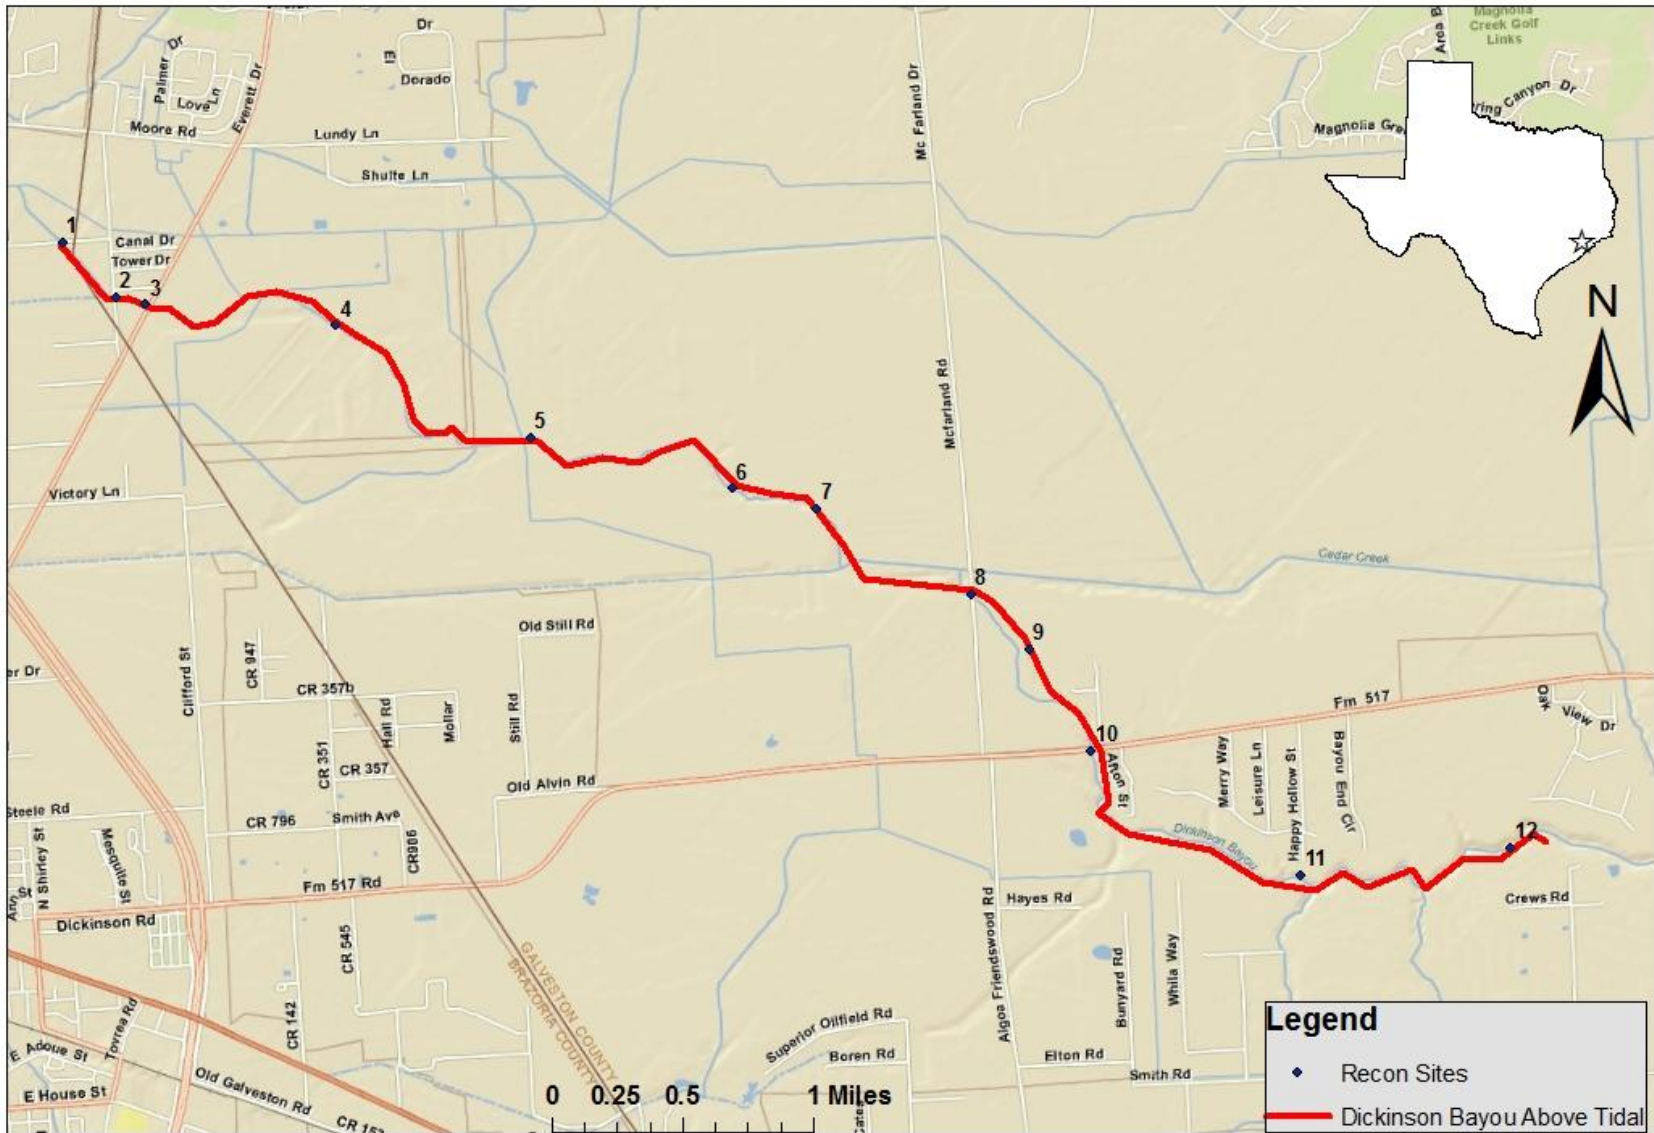 Dr
El
Dorado
Palmer Dr
Love Ln
Everett Dr
Moore Rd
Lundy Ln
Shulte Ln
Mc Farland Dr
Magnolia
Creek Golf
Links
Area B
ring Canyon Dr
Magnolia Gre
1
Canal Dr
Tower Dr
2
3
4
N
5
Mcfarland Rd
6
7
Victory Ln
Cedar Creek
8
Old Still Rd
9
Clifford St
CR 947
er Dr
CR 357b
Hall Rd
Mollar
Still Rd
Fm 517
Oak
View Dr
10
CR 351
CR 357
Old Alvin Rd
Afton St
Merry Way
Leisure Ln
Happy Hollow St
Bayou End Cir
Steele Rd
CR 796
Smith Ave
CR986
Dickinson Bayou
12
11
N Shirley St
Mesquite St
Ann St
Fm 517 Rd
Dickinson Rd
Hayes Rd
Crews Rd
CR 545
GALVESTON COUNTY
BRAZORIA COUNTY
Algoa Friendswood Rd
Bunyard Rd
Whila Way
CR 142
Tovrea Rd
Superior Oilfield Rd
Boren Rd
Elton Rd
Smith Rd
E Adoue St
E House St
Old Galveston Rd
0 0.25 0.5 1 Miles
Legend
Recon Sites
Dickinson Bayou Above Tidal